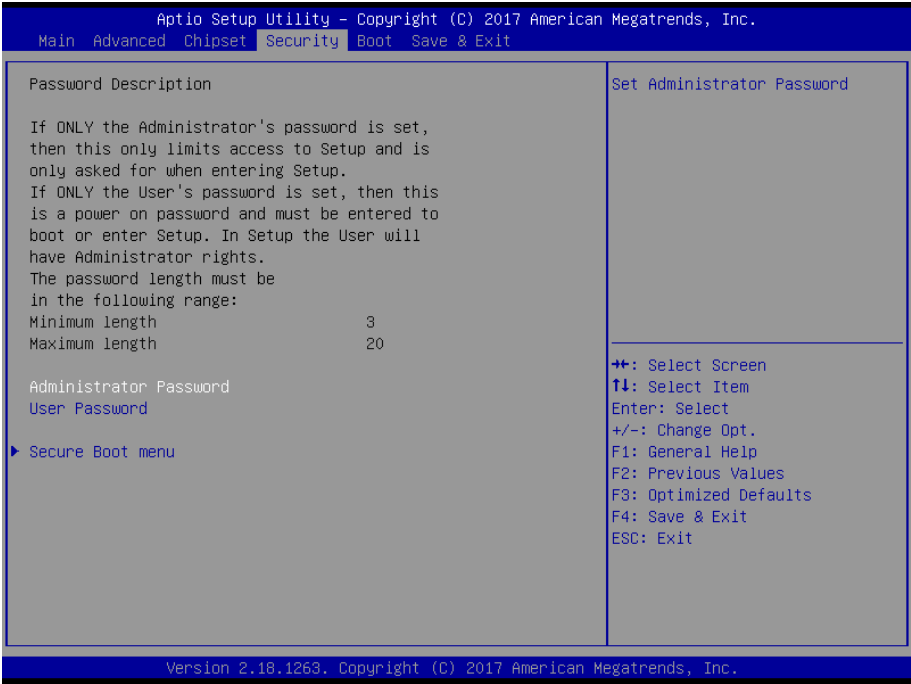 Aptio Setup Utility – Copyright (C) 2017 American Megatrends, Inc.
Main Advanced Chipset Security Boot Save & Exit
Password Description
If ONLY the Administrator's password is set,
then this only limits access to Setup and is
only asked for when entering Setup.
If ONLY the User's password is set, then this
is a power on password and must be entered to
boot or enter Setup. In Setup the User will
have Administrator rights.
The password length must be
in the following range:
Minimum length 3
Maximum length 20
Administrator Password
User Password
Secure Boot menu
Set Administrator Password
→←: Select Screen
↑↓: Select Item
Enter: Select
+/-: Change Opt.
F1: General Help
F2: Previous Values
F3: Optimized Defaults
F4: Save & Exit
ESC: Exit
Version 2.18.1263. Copyright (C) 2017 American Megatrends, Inc.